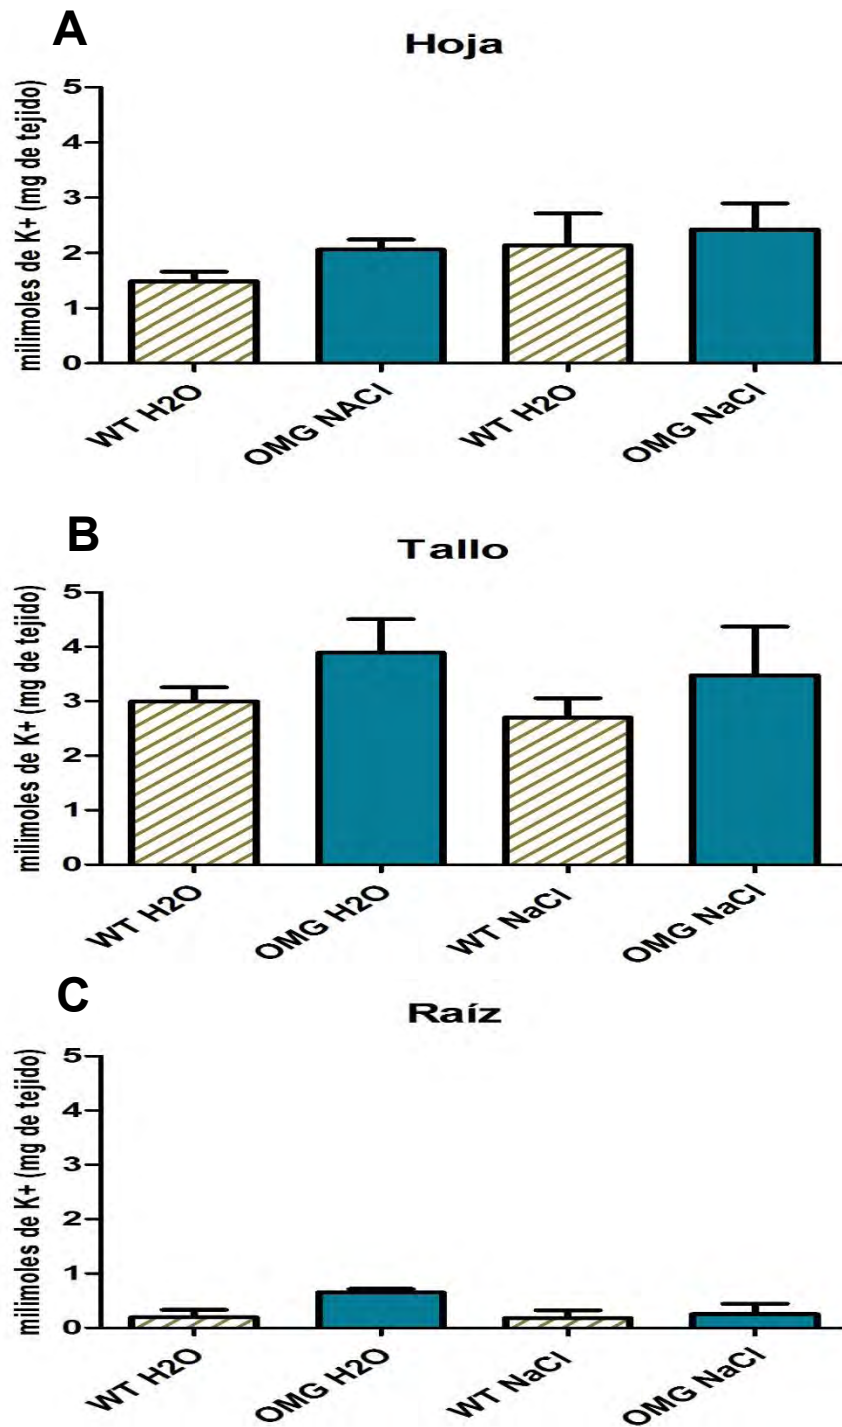 A
Hoja
milimoles de K+ (mg de tejido)
5
4
3
2
1
0
WT H2O
OMG NACl
WT H2O
OMG NaCl
B
Tallo
milimoles de K+ (mg de tejido)
5
4
3
2
1
0
WT H2O
OMG H2O
WT NaCl
OMG NaCl
C
Raíz
milimoles de K+ (mg de tejido)
5
4
3
2
1
0
WT H2O
OMG H2O
WT NaCl
OMG NaCl